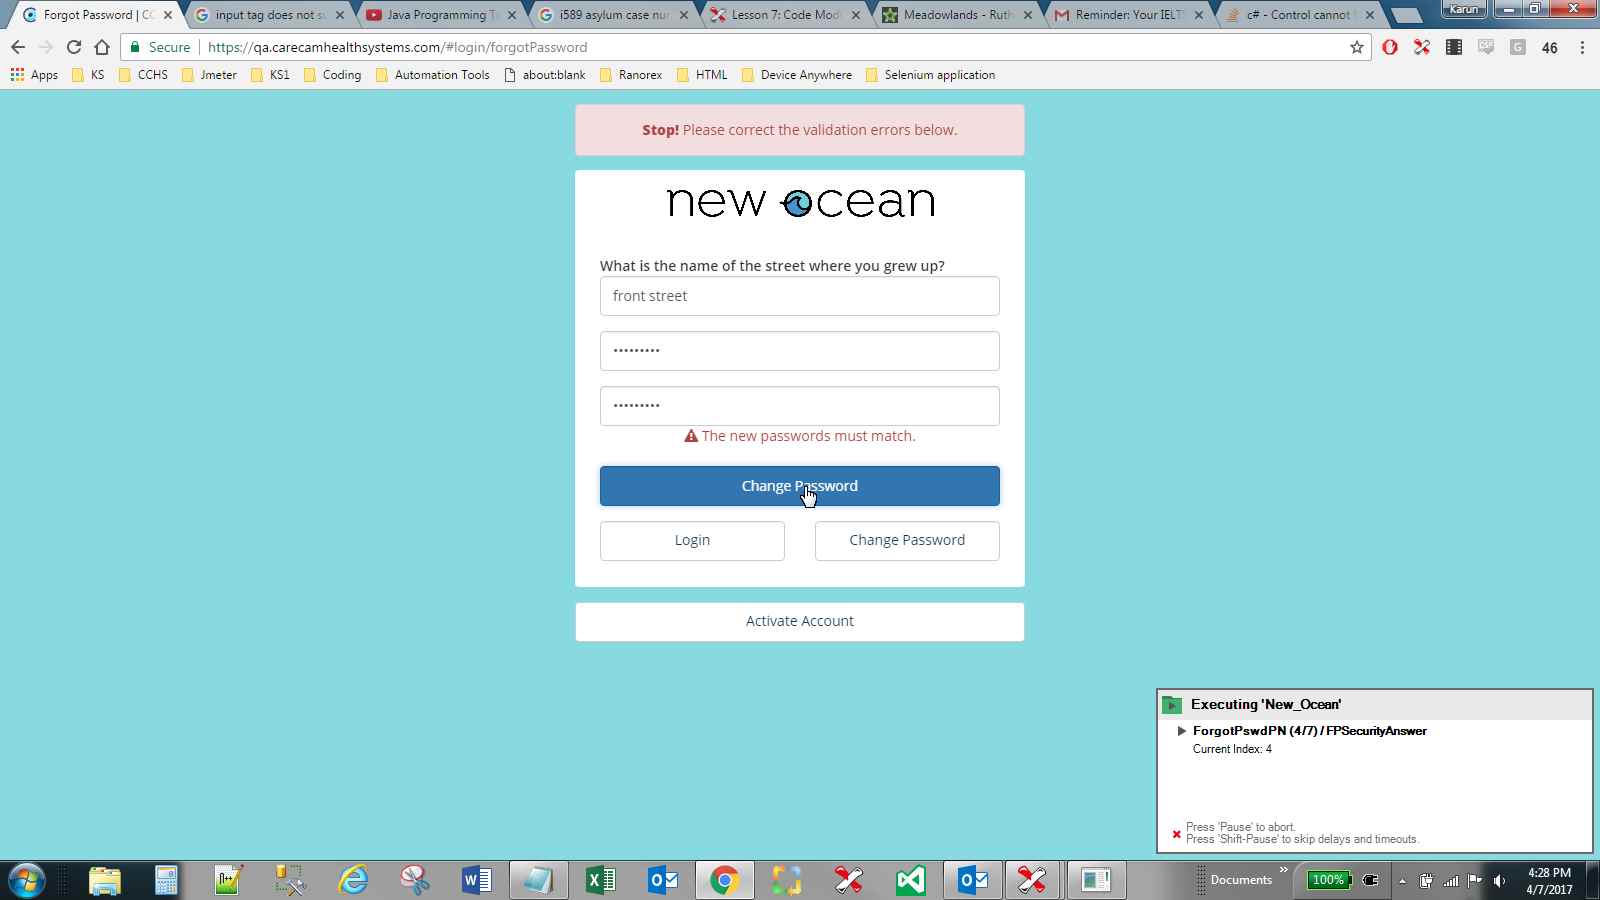 Forgot Password | CC
input tag does not su
Java Programming Tu
i589 asylum case nun
Lesson 7: Code Modu
Meadowlands - Ruth
Reminder: Your IELT
c# - Control cannot f
Karun
Secure
https://qa.carecamhealthsystems.com/#login/forgotPassword
46
Apps
KS
CCHS
Jmeter
KS1
Coding
Automation Tools
about:blank
Ranorex
HTML
Device Anywhere
Selenium application
Stop! Please correct the validation errors below.
new ocean
What is the name of the street where you grew up?
front street
•••••••••
•••••••••
The new passwords must match.
Change Password
Login
Change Password
Activate Account
Executing 'New_Ocean'
ForgotPswdPN (4/7) / FPSecurityAnswer
Current Index: 4
Press 'Pause' to abort.
Press 'Shift-Pause' to skip delays and timeouts.
Documents
100%
4:28 PM
4/7/2017